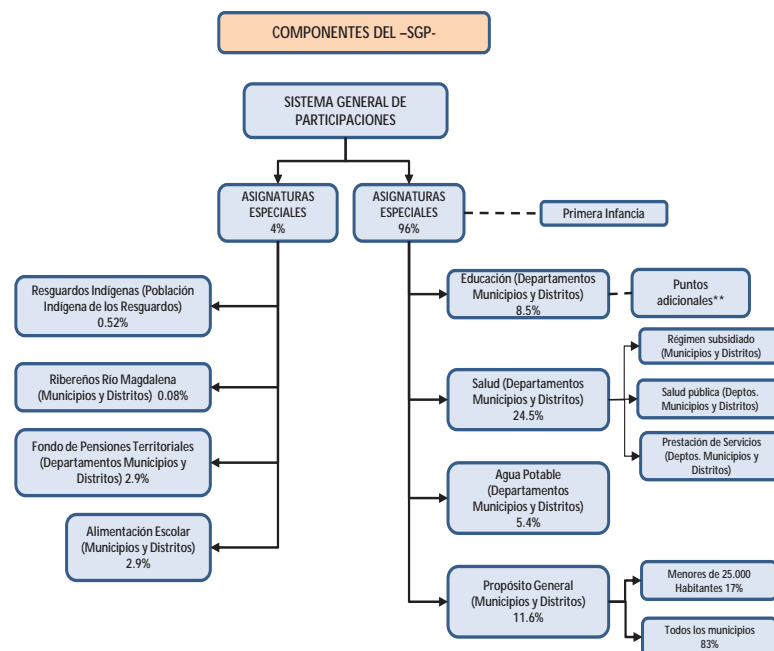 COMPONENTES DEL –SGP-
SISTEMA GENERAL DE
PARTICIPACIONES
ASIGNATURAS
ESPECIALES
4%
ASIGNATURAS
ESPECIALES
96%
Primera Infancia
Resguardos Indígenas (Población
Indígena de los Resguardos)
0.52%
Ribereños Río Magdalena
(Municipios y Distritos) 0.08%
Fondo de Pensiones Territoriales
(Departamentos Municipios y
Distritos) 2.9%
Alimentación Escolar
(Municipios y Distritos)
2.9%
Educación (Departamentos
Municipios y Distritos)
8.5%
Puntos
adicionales**
Salud (Departamentos
Municipios y Distritos)
24.5%
Régimen subsidiado
(Municipios y Distritos)
Salud pública (Deptos.
Municipios y Distritos)
Prestación de Servicios
(Deptos. Municipios y
Distritos)
Agua Potable
(Departamentos
Municipios y Distritos)
5.4%
Propósito General
(Municipios y Distritos)
11.6%
Menores de 25.000
Habitantes 17%
Todos los municipios
83%